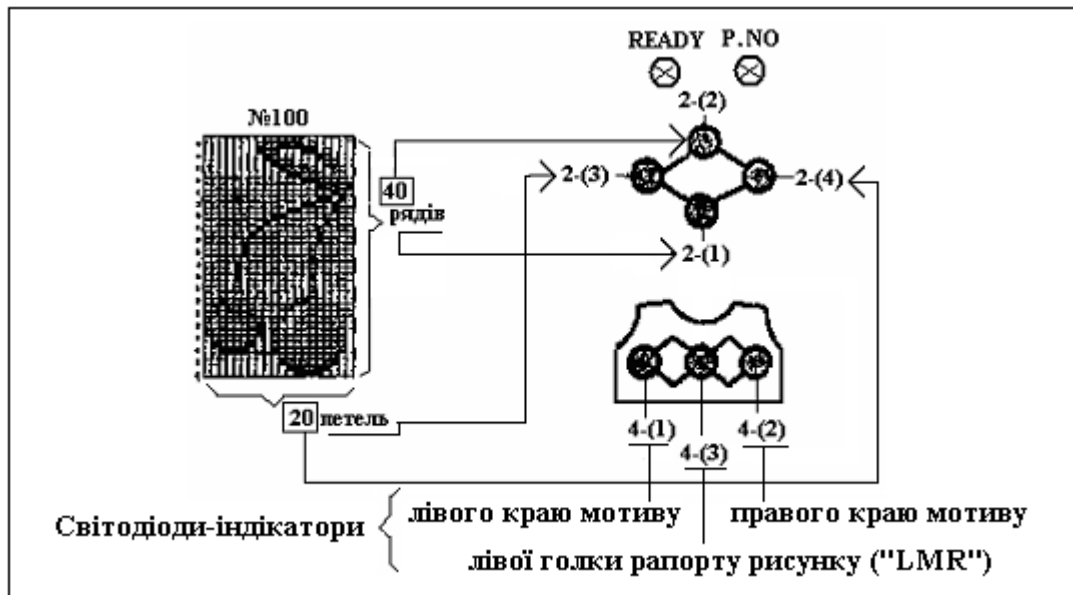 READY P.NO
2-(2)
№100
40
рядів
2-(3)
2-(4)
2-(1)
20 петель
4-(1)
4-(3)
4-(2)
Світодіоди-індікатори
лівого краю мотиву
правого краю мотиву
лівої голки рапорту рисунку ("LMR")